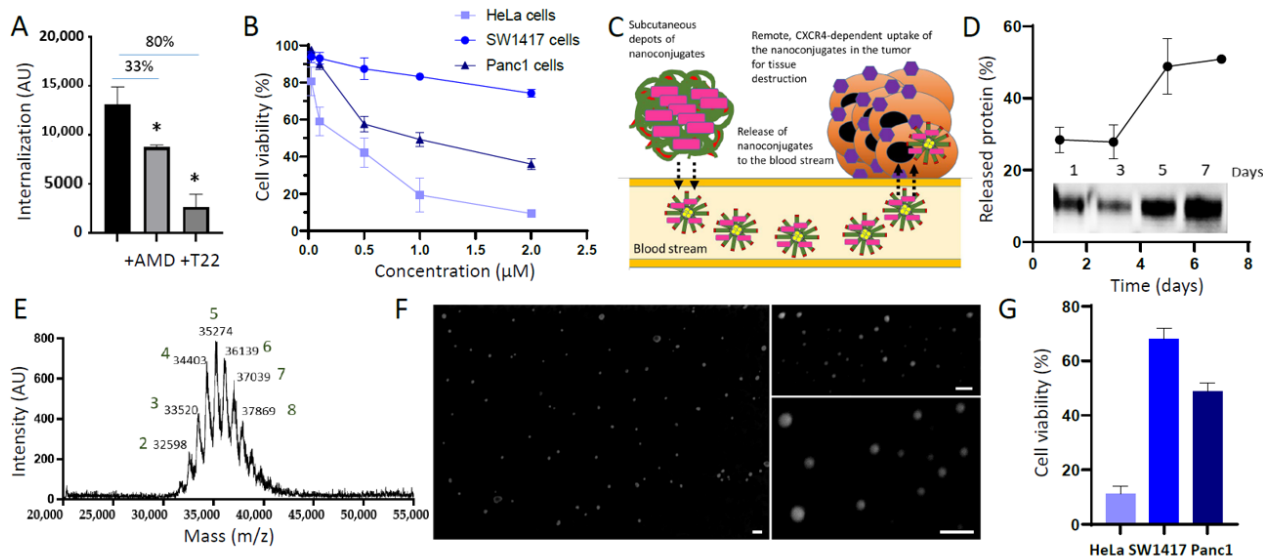 A
20,000
15,000
10,000
5000
0
Internalization (AU)
80%
33%
*
*
+AMD +T22
B
HeLa cells
SW1417 cells
Panc1 cells
100
80
60
40
20
0
Cell viability (%)
0.0 0.5 1.0 1.5 2.0 2.5
Concentration (µM)
C
Subcutaneous
depots of
nanoconjugates
Remote, CXCR4-dependent uptake
of the nanoconjugates in the tumor
for tissue
destruction
Release of
nanoconjugates
to the blood stream
Blood stream
D
60
40
20
0
Released protein (%)
1 3 5 7 Days
0 2 4 6 8
Time (days)
E
800
600
400
200
0
Intensity (AU)
5
35274
4
34403
36139 6
37039 7
3
33520
37869 8
2 32598
20,000 25,000 30,000 35,000 40,000 45,000 50,000 55,000
Mass (m/z)
F
G
80
60
40
20
0
Cell viability (%)
HeLa SW1417 Panc1